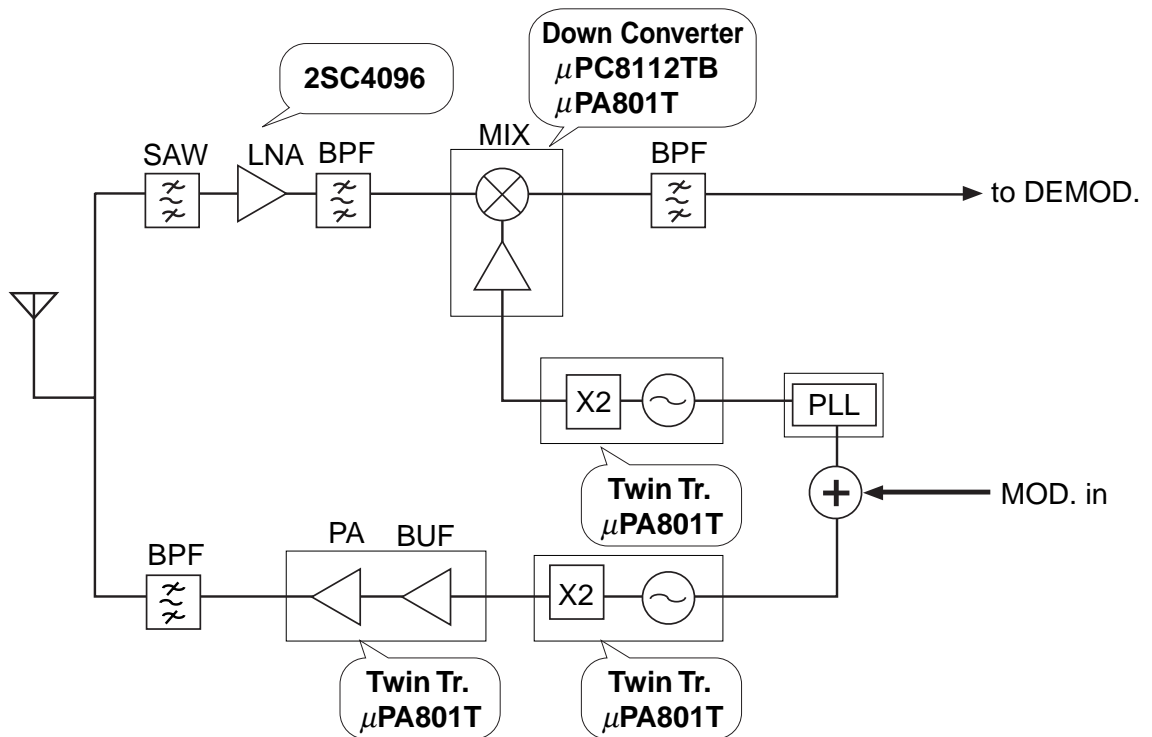 Down Converter
μPC8112TB
μPA801T
2SC4096
MIX
SAW
LNA
BPF
BPF
to DEMOD.
X2
PLL
Twin Tr.
μPA801T
MOD. in
PA
BUF
BPF
X2
Twin Tr.
μPA801T
Twin Tr.
μPA801T